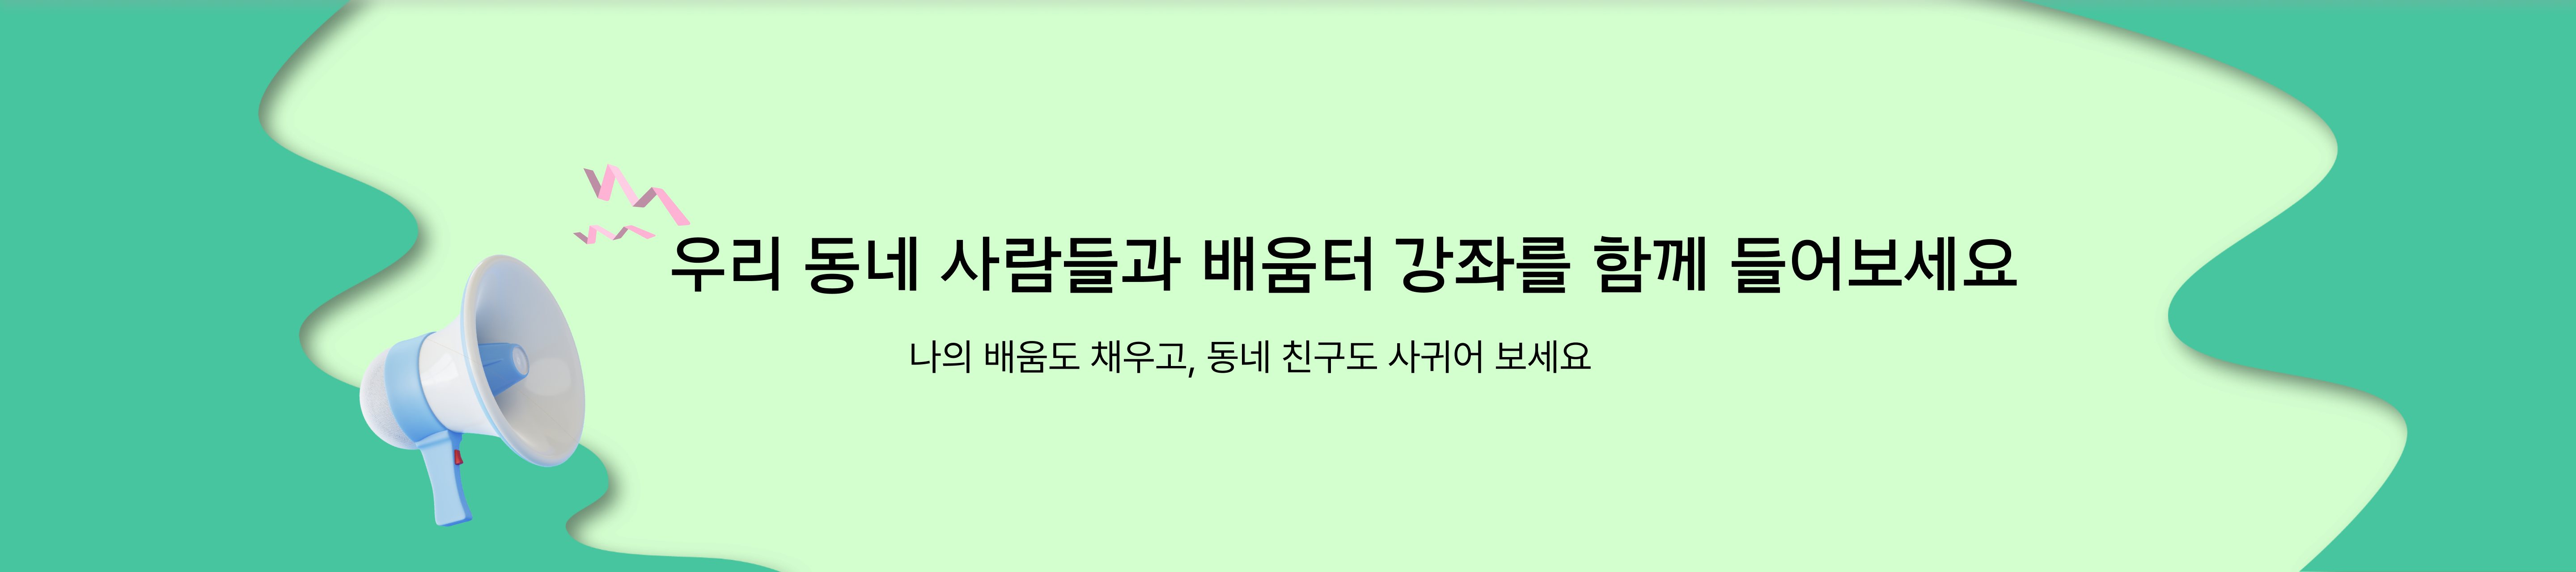 우리 동네 사람들과 배움터 강좌를 함께 들어보세요
나의 배움도 채우고, 동네 친구도 사귀어 보세요